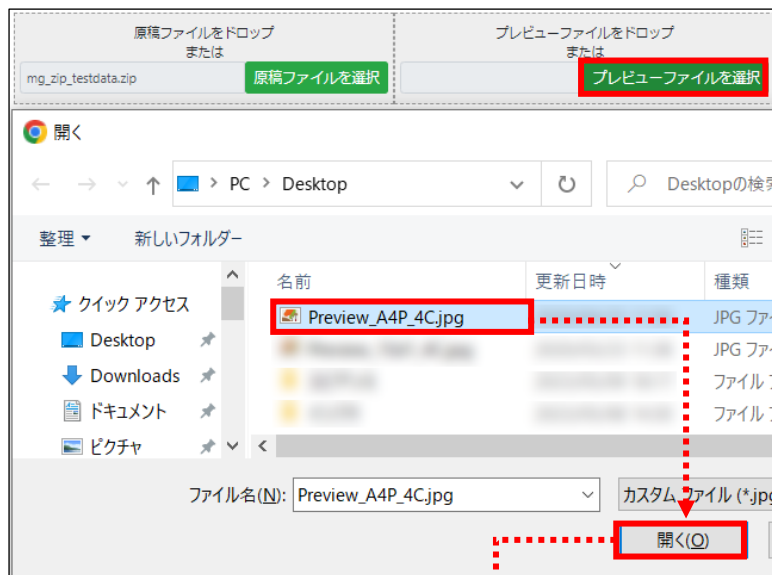 原稿ファイルをドロップ
または
mg_zip_testdata.zip
原稿ファイルを選択
プレビューファイルをドロップ
または
プレビューファイルを選択
開く
PC > Desktop
Desktopの検
整理
新しいフォルダー
名前
更新日時
種類
クイック アクセス
Desktop
Downloads
ドキュメント
ピクチャ
Preview_A4P_4C.jpg
JPG ファ
JPG ファ
ファイル
ファイル
ファイル名(N):
Preview_A4P_4C.jpg
カスタム ファイル (*.jpg
開く(O)